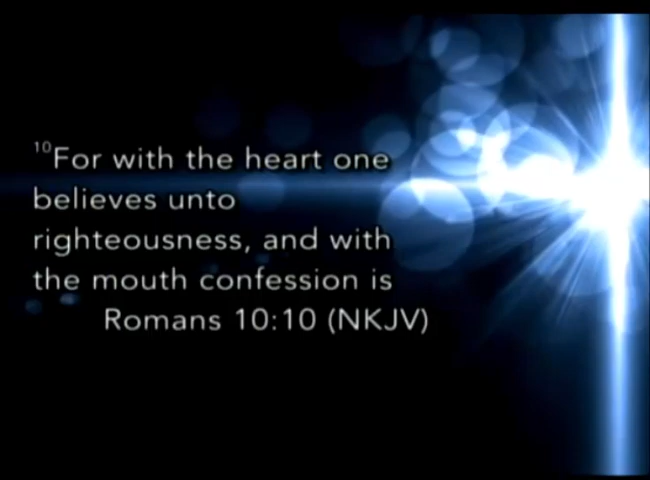 ¹⁰For with the heart one
believes unto
righteousness, and with
the mouth confession is
Romans 10:10 (NKJV)